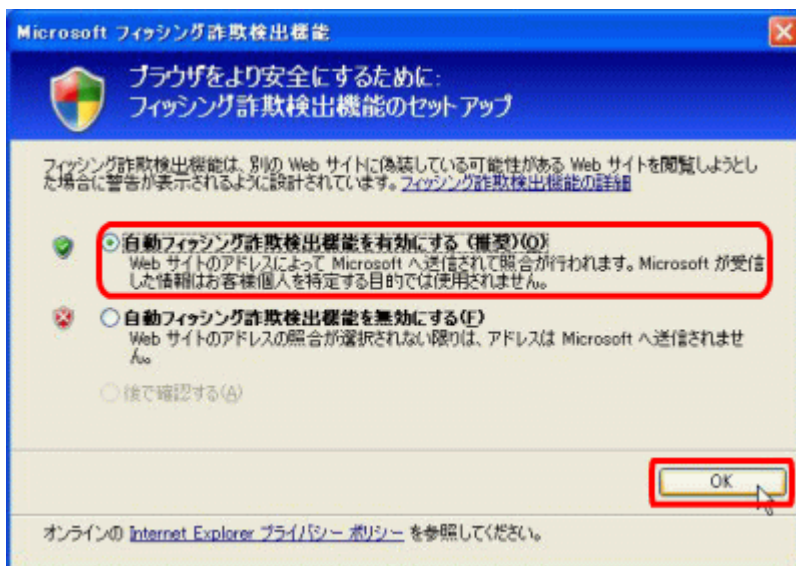 Microsoft フィッシング詐欺検出機能
ブラウザをより安全にするために:
フィッシング詐欺検出機能のセットアップ
フィッシング詐欺検出機能は、別の Web サイトに偽装している可能性がある Web サイトを閲覧しようとし
た場合に警告が表示されるように設計されています。フィッシング詐欺検出機能の詳細
自動フィッシング詐欺検出機能を有効にする (推奨)(O)
Web サイトのアドレスによって Microsoft へ送信されて照合が行われます。Microsoft が受信
した情報はお客様個人を特定する目的では使用されません。
自動フィッシング詐欺検出機能を無効にする(F)
Web サイトのアドレスの照合が選択されない限りは、アドレスは Microsoft へ送信されませ
ん。
後で確認する(A)
OK
オンラインの Internet Explorer プライバシー ポリシー を参照してください。